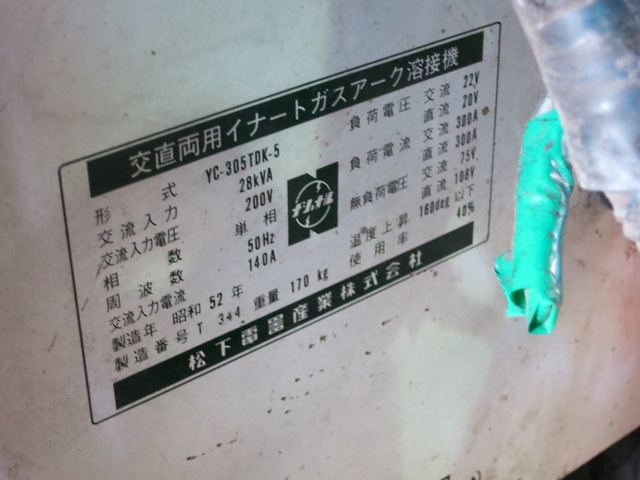 交直両用イナートガスアーク溶接機
形式 YC-305TDK-5
交流入力 28kVA
交流入力電圧 200V
相数 単相
周波数 50Hz
交流入力電流 140A
製造年 昭和 52 年 重量 170 kg
製造番号 T 344
ナショナル
負荷電圧 交流 22V
直流 20V
負荷電流 交流 300A
直流 300A
無負荷電圧 交流 75V
直流 108V
温度上昇 160deg 以下
使用率 40%
松下電器産業株式会社